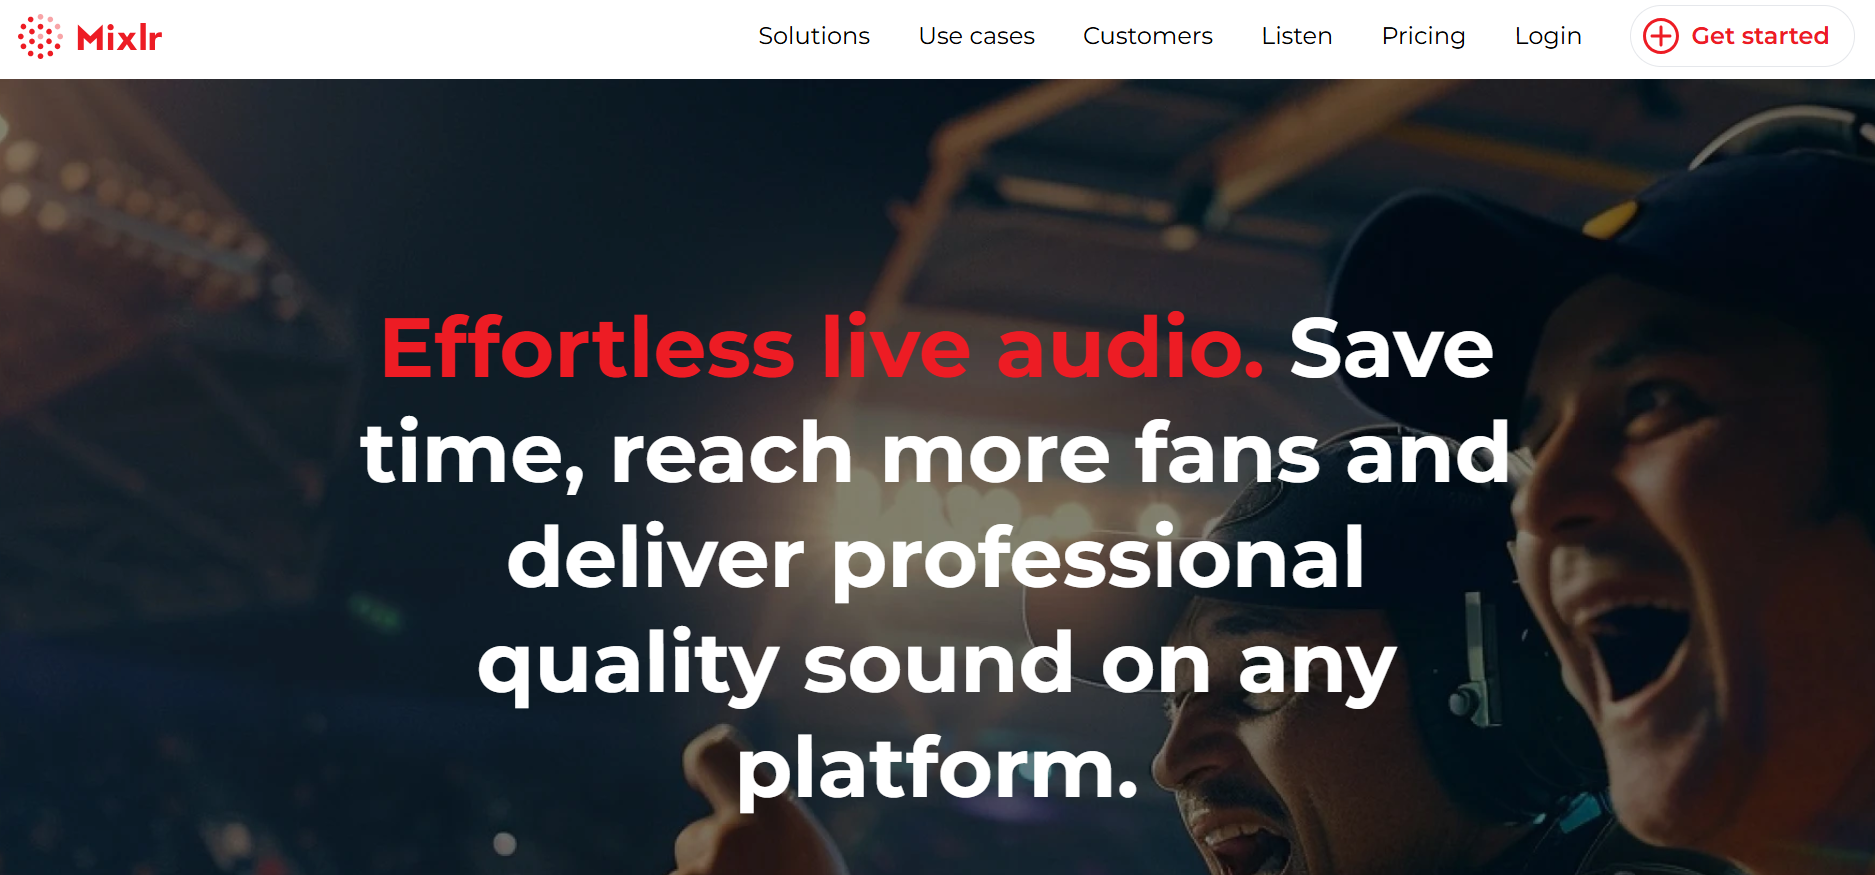 Mixlr
Solutions
Use cases
Customers
Listen
Pricing
Login
Get started
Effortless live audio. Save
time, reach more fans and
deliver professional
quality sound on any
platform.